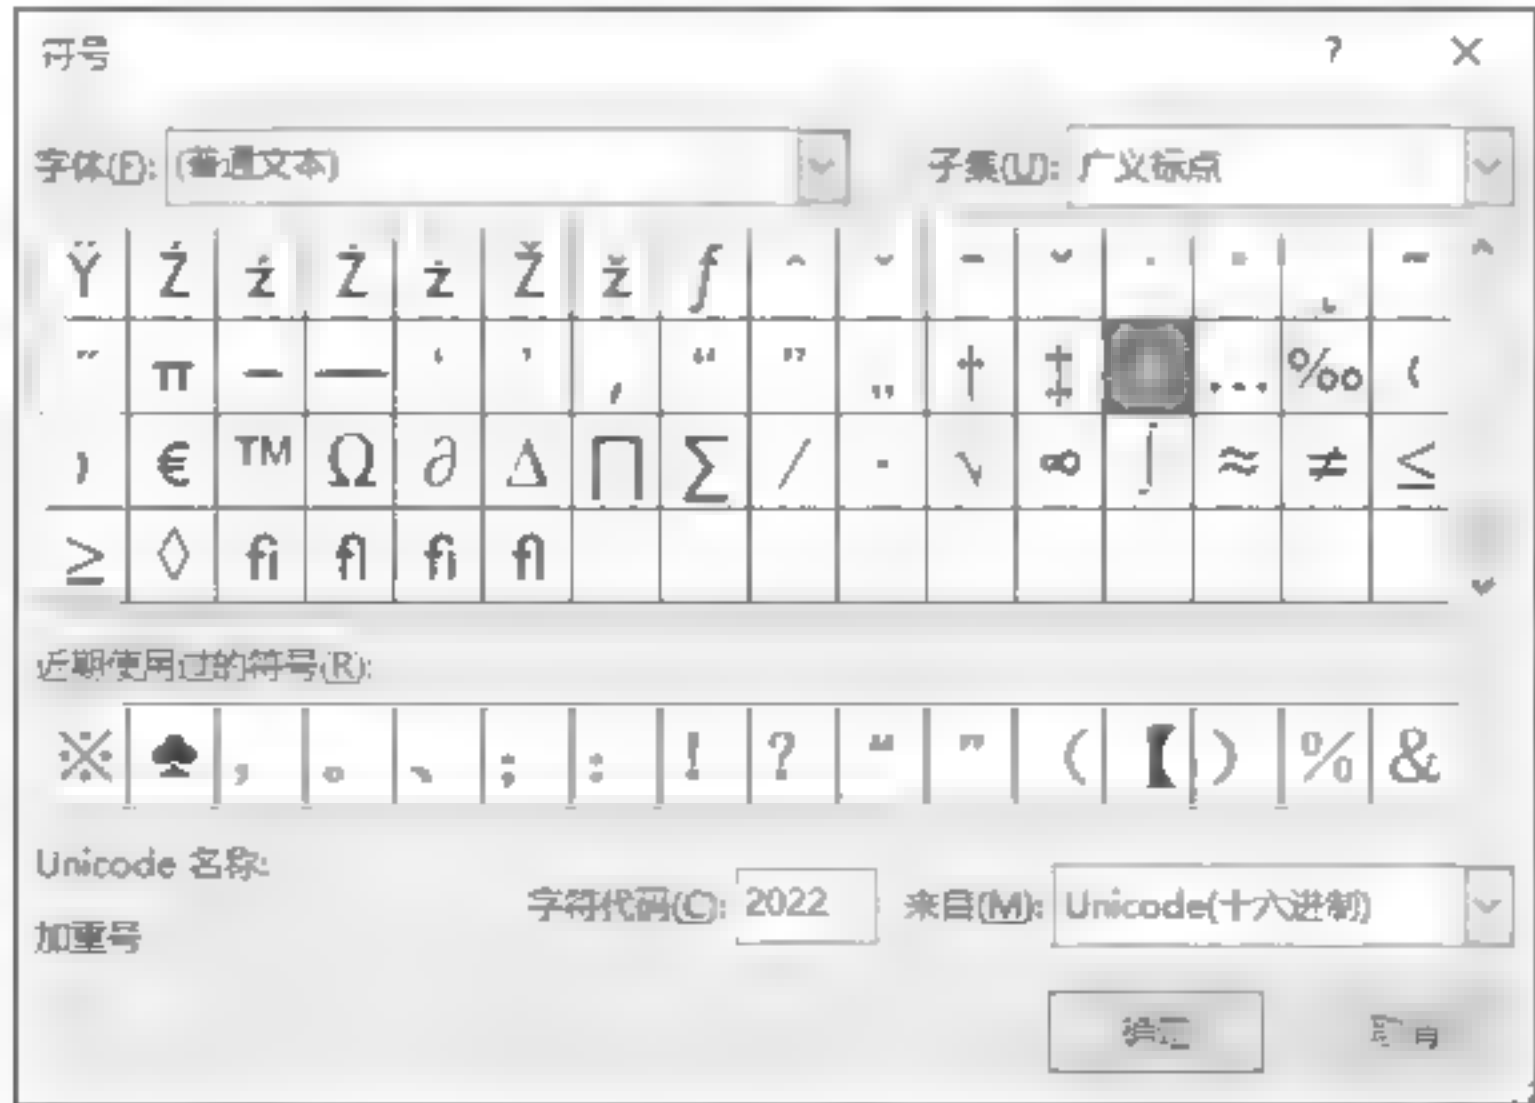 符号 ?
字体(F): (普通文本) 子集(U): 广义标点
Ÿ Ź ź Ż ż Ž ž ƒ ˆ ˇ ˉ ˘ ˙ ˜
˝ π – — ‘ ’ ‚ “ ” „ † ‡ … ‰ ‹
› € ™ Ω ∂ ∆ ∏ ∑ ⁄ ∙ √ ∞ ∫ ≈ ≠ ≤
≥ ◊ fi fl fi fl
近期使用过的符号(R):
※ ♠ , 。 、 ; : ! ? “ ” ( 【 ) % &
Unicode 名称:
字符代码(C): 2022 来自(M): Unicode(十六进制)
加重号